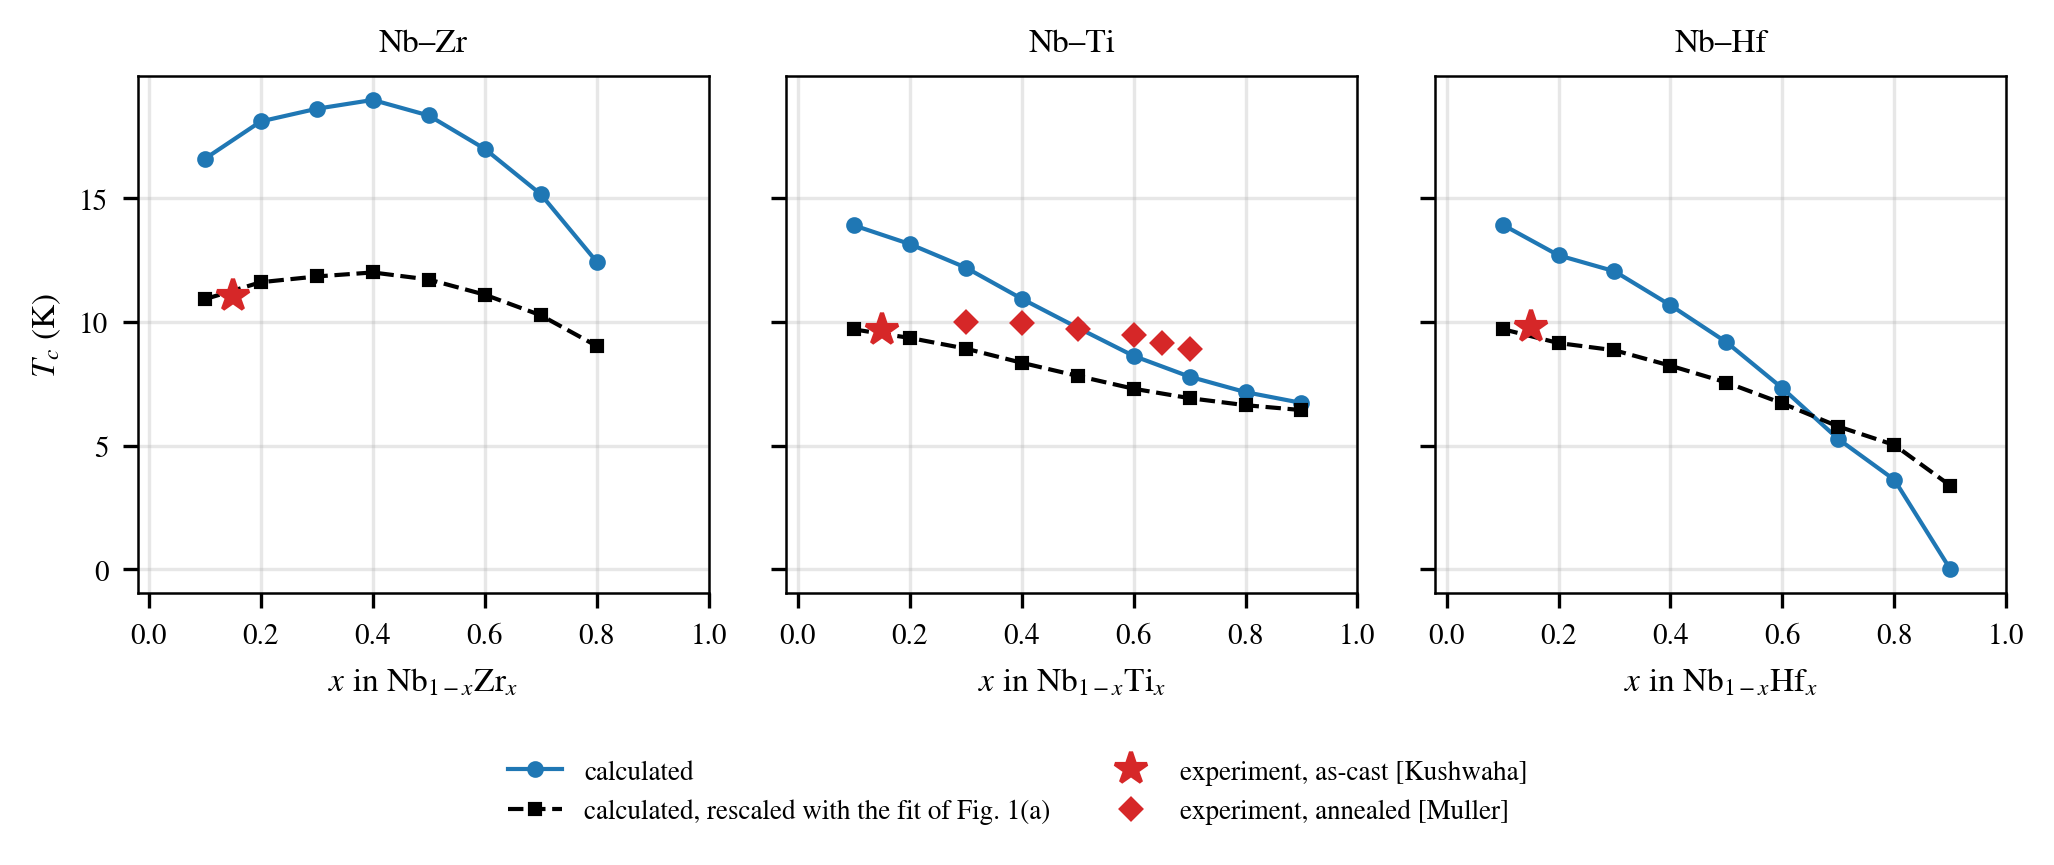 Nb–Zr
Nb–Ti
Nb–Hf
T_c (K)
15
10
5
0
0.0 0.2 0.4 0.6 0.8 1.0
0.0 0.2 0.4 0.6 0.8 1.0
0.0 0.2 0.4 0.6 0.8 1.0
x in Nb_{1−x}Zr_x
x in Nb_{1−x}Ti_x
x in Nb_{1−x}Hf_x
calculated
calculated, rescaled with the fit of Fig. 1(a)
experiment, as-cast [Kushwaha]
experiment, annealed [Muller]